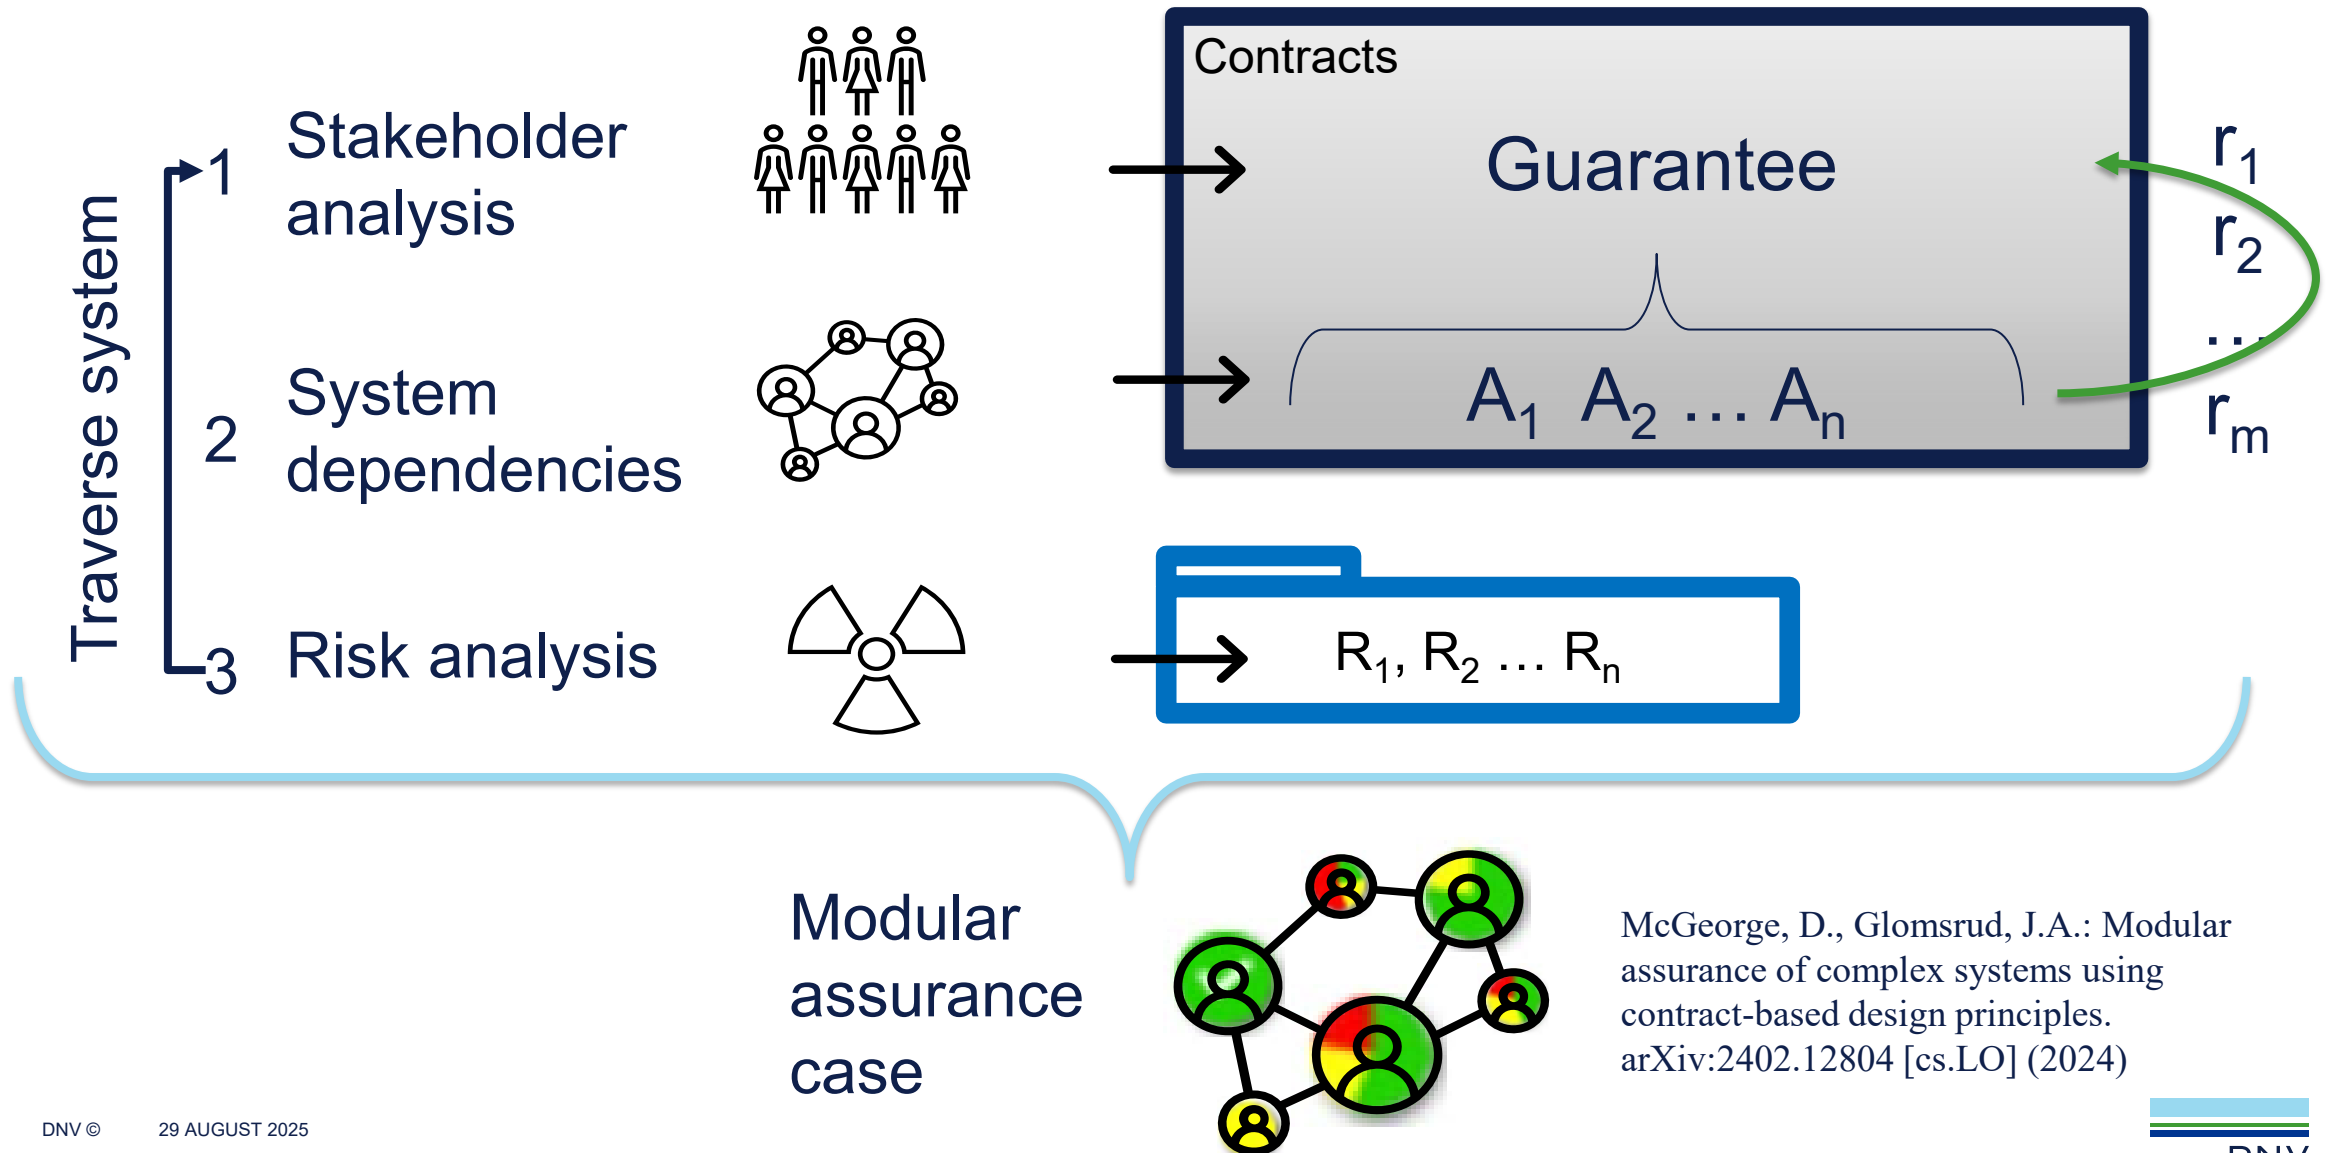 Traverse system
1
Stakeholder
analysis
2
System
dependencies
3
Risk analysis
Contracts
Guarantee
A₁ A₂ … Aₙ
r₁
r₂
…
rₘ
R₁, R₂ … Rₙ
Modular
assurance
case
McGeorge, D., Glomsrud, J.A.: Modular
assurance of complex systems using
contract-based design principles.
arXiv:2402.12804 [cs.LO] (2024)
DNV © 29 AUGUST 2025
DNV